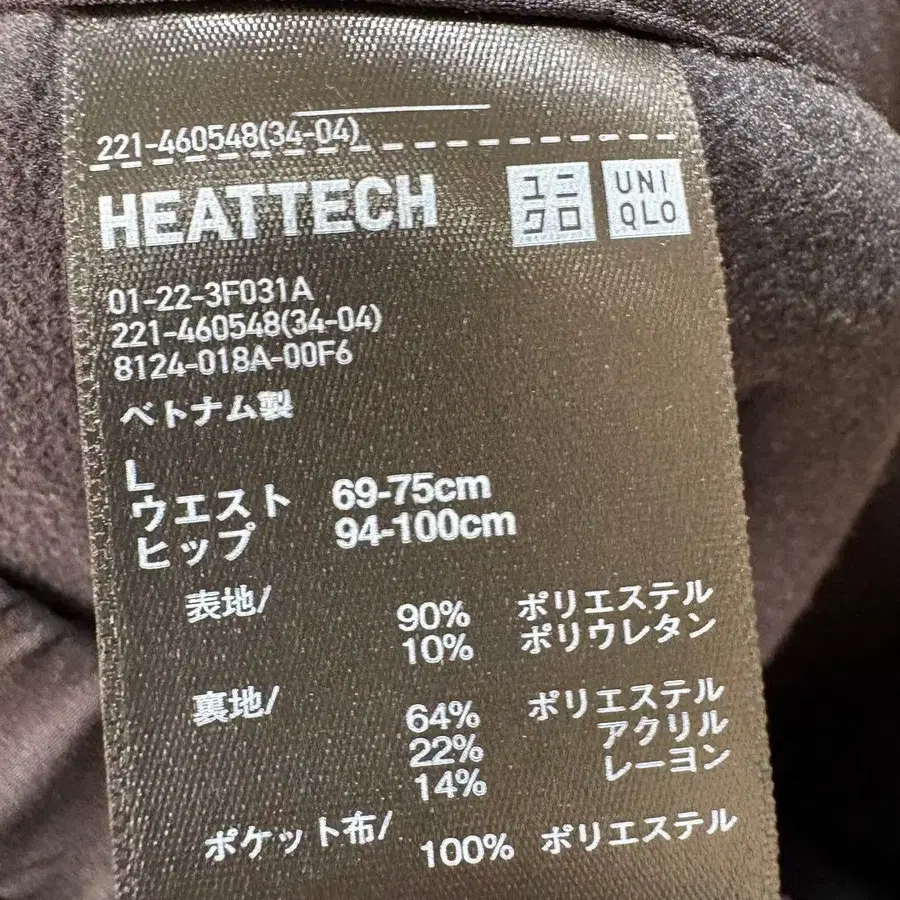 221-460548(34-04)
HEATTECH
ユニ
クロ
UNI
QLO
01-22-3F031A
221-460548(34-04)
8124-018A-00F6
ベトナム製
L
ウエスト 69-75cm
ヒップ 94-100cm
表地/ 90% ポリエステル
10% ポリウレタン
裏地/ 64% ポリエステル
22% アクリル
14% レーヨン
ポケット布/ 100% ポリエステル